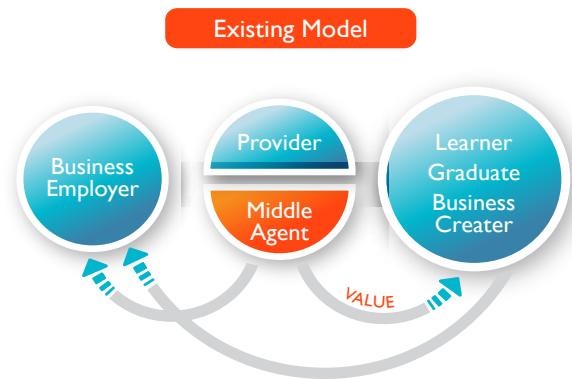 Existing Model
Business
Employer
Provider
Middle
Agent
Learner
Graduate
Business
Creater
VALUE